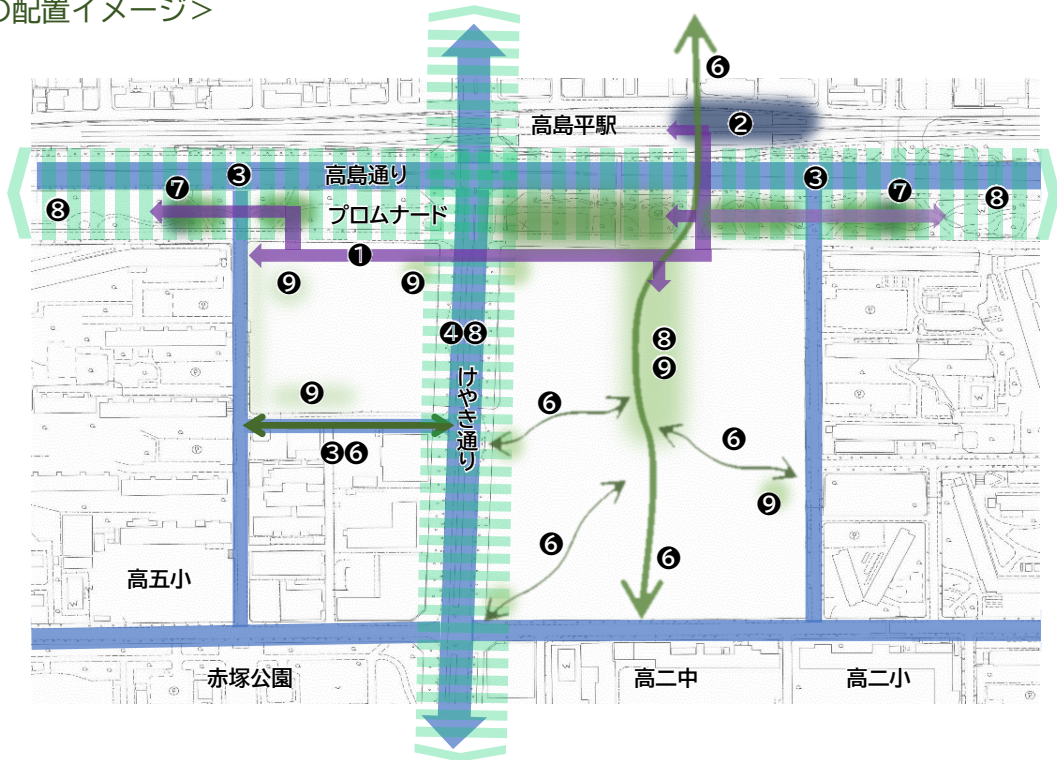 の配置イメージ＞
❻
高島平駅
❷
❼
❸
高島通り
❸
❼
❽
プロムナード
❽
❶
❾
❾
❹❽
❽
❾
けやき通り
❾
❻
❻
❸❻
❾
❻
❻
高五小
赤塚公園
高二中
高二小